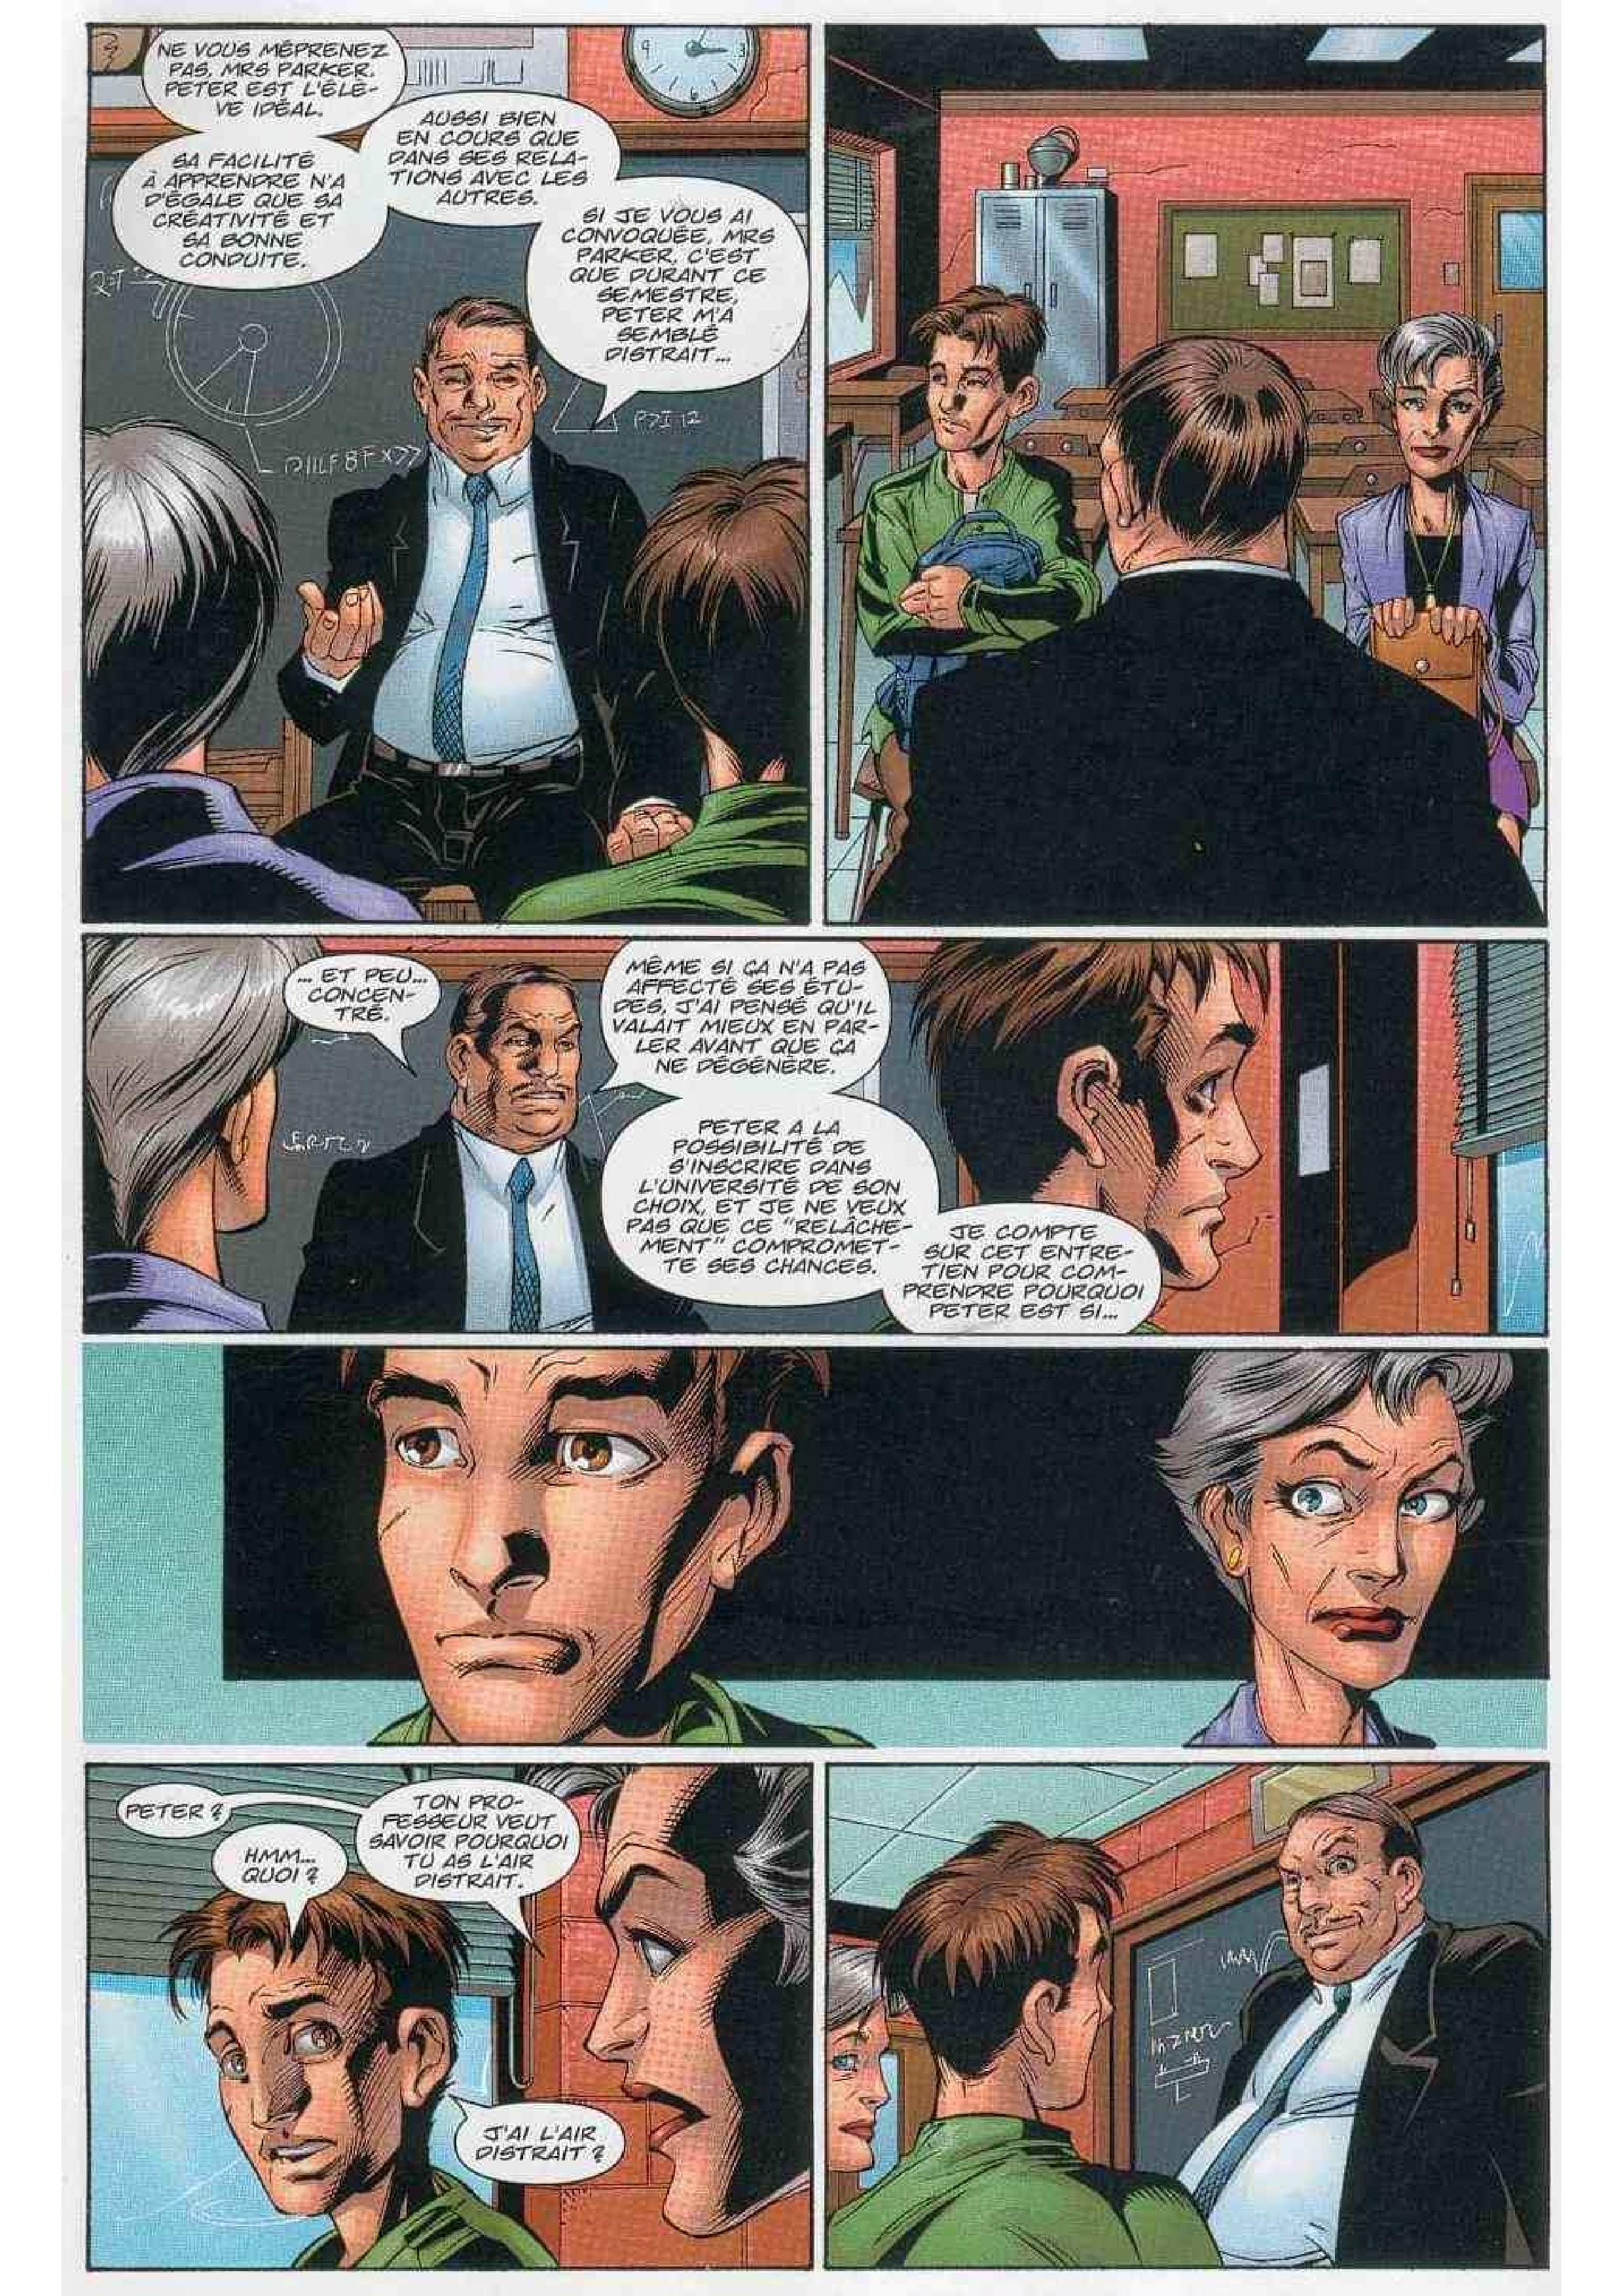 NE VOUS MÉPRENEZ
PAS, MRS PARKER.
PETER EST L'ÉLÈ-
VE IDÉAL.
SA FACILITÉ
À APPRENDRE N'A
D'ÉGALE QUE SA
CRÉATIVITÉ ET
SA BONNE
CONDUITE.
AUSSI BIEN
EN COURS QUE
DANS SES RELA-
TIONS AVEC LES
AUTRES.
SI JE VOUS AI
CONVOQUÉE, MRS
PARKER, C'EST
QUE DURANT CE
SEMESTRE,
PETER M'A
SEMBLÉ
DISTRAIT...
9
3
6
... ET PEU...
CONCEN-
TRÉ.
MÊME SI ÇA N'A PAS
AFFECTÉ SES ÉTU-
DES, J'AI PENSÉ QU'IL
VALAIT MIEUX EN PAR-
LER AVANT QUE ÇA
NE DÉGÉNÈRE.
PETER A LA
POSSIBILITÉ DE
S'INSCRIRE DANS
L'UNIVERSITÉ DE SON
CHOIX, ET JE NE VEUX
PAS QUE CE "RELÂCHE-
MENT" COMPROMET-
TE SES CHANCES.
JE COMPTE
SUR CET ENTRE-
TIEN POUR COM-
PRENDRE POURQUOI
PETER EST SI...
PETER ?
TON PRO-
FESSEUR VEUT
SAVOIR POURQUOI
TU AS L'AIR
DISTRAIT.
HMM...
QUOI ?
J'AI L'AIR
DISTRAIT ?